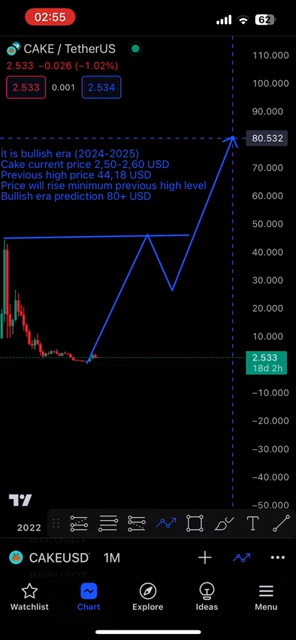 02:55
62
CAKE / TetherUS
2.533 -0.026 (-1.02%)
2.533
0.001
2.534
İt is bullish era (2024-2025)
Cake current price 2,50-2,60 USD
Previous high price 44,18 USD
Price will rise minimum previous high level
Bullish era prediction 80+ USD
110.000
100.000
90.000
80.532
70.000
60.000
50.000
40.000
30.000
20.000
10.000
2.533
18d 2h
-10.000
-20.000
-30.000
-40.000
-50.000
2022
T
CAKEUSD
1M
Watchlist
Chart
Explore
Ideas
Menu